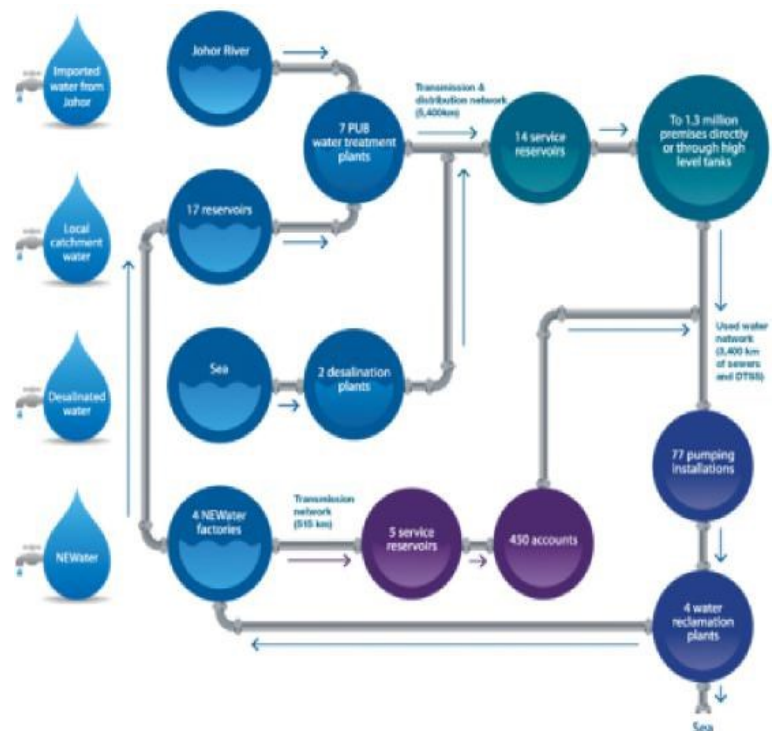 Imported
water from
Johor
Johor River
7 PUB
water treatment
plants
Transmission &
distribution network
(5,400km)
14 service
reservoirs
To 1.3 million
premises directly
or through high
level tanks
Local
catchment
water
17 reservoirs
Desalinated
water
Sea
2 desalination
plants
Used water
network
(3,400 km
of sewers
and DTSS)
77 pumping
installations
NEWater
4 NEWater
factories
Transmission
network
(515 km)
5 service
reservoirs
450 accounts
4 water
reclamation
plants
Sea